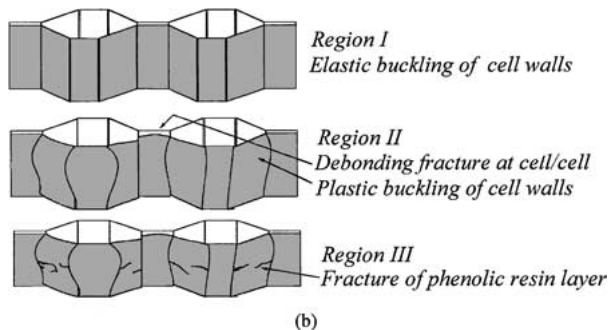 Region I
Elastic buckling of cell walls
Region II
Debonding fracture at cell/cell
Plastic buckling of cell walls
Region III
Fracture of phenolic resin layer
(b)